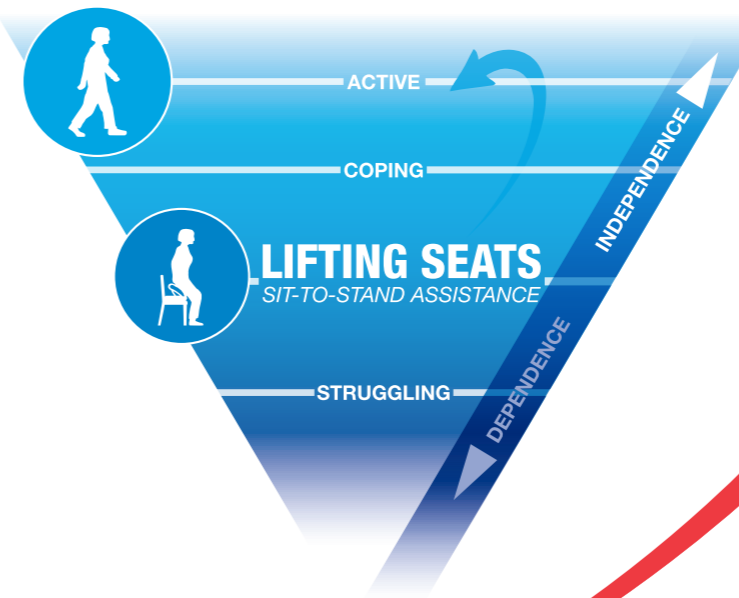 ACTIVE
COPING
LIFTING SEATS
SIT-TO-STAND ASSISTANCE
STRUGGLING
INDEPENDENCE
DEPENDENCE